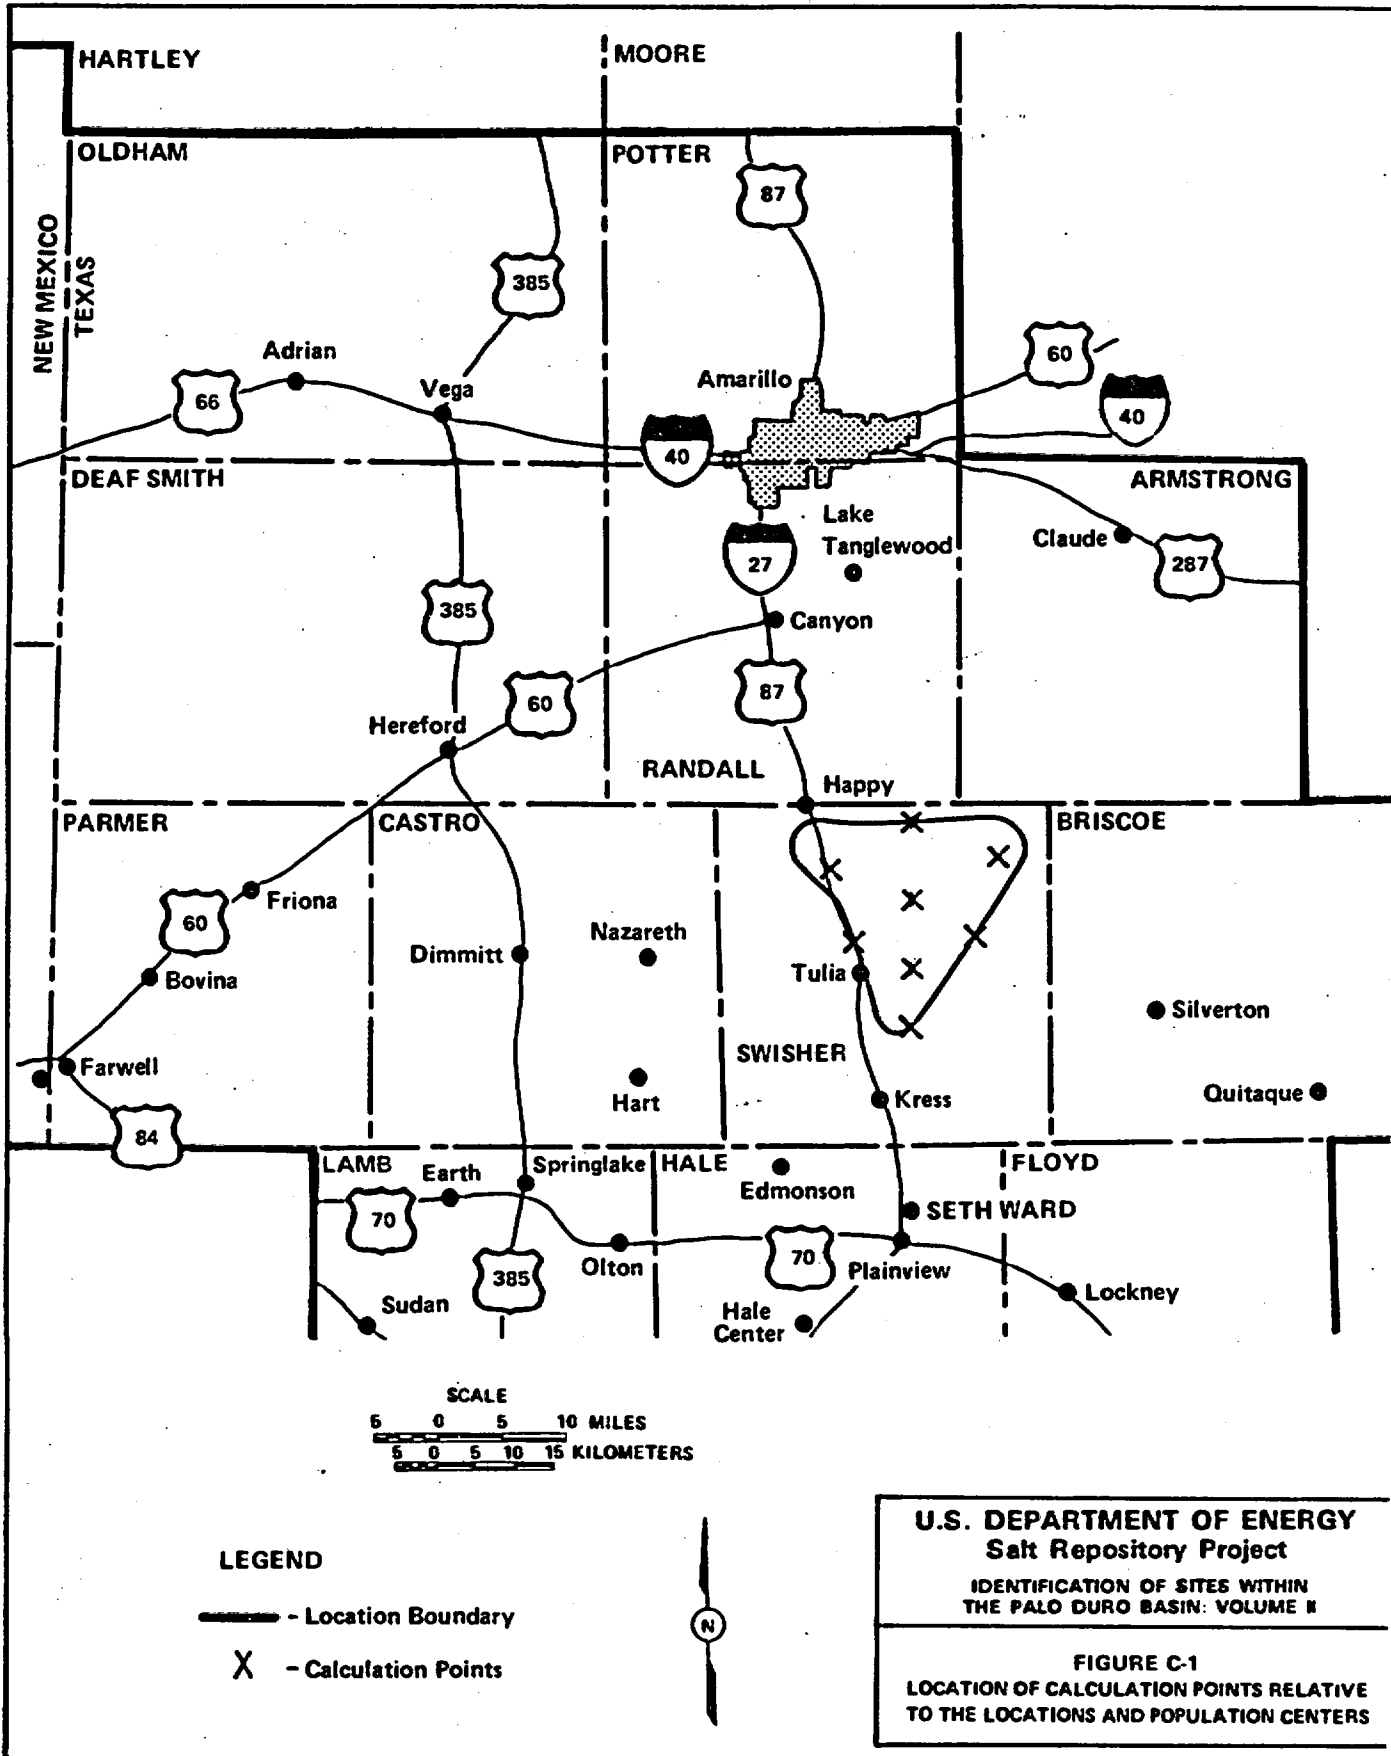 HARTLEY
MOORE
OLDHAM
POTTER
87
NEW MEXICO
TEXAS
385
Adrian
60
Vega
Amarillo
66
40
40
DEAF SMITH
ARMSTRONG
Lake
Tanglewood
Claude
27
287
385
Canyon
60
87
Hereford
RANDALL
Happy
PARMER
CASTRO
BRISCOE
Friona
60
Nazareth
Dimmitt
Tulia
Bovina
Silverton
SWISHER
Farwell
Hart
Kress
Quitaque
84
LAMB
Earth
Springlake
HALE
Edmonson
FLOYD
70
SETH WARD
Olton
70
Plainview
385
Lockney
Sudan
Hale
Center
SCALE
5 0 5 10 MILES
5 0 5 10 15 KILOMETERS
LEGEND
- Location Boundary
X - Calculation Points
N
U.S. DEPARTMENT OF ENERGY
Salt Repository Project
IDENTIFICATION OF SITES WITHIN
THE PALO DURO BASIN: VOLUME II
FIGURE C-1
LOCATION OF CALCULATION POINTS RELATIVE
TO THE LOCATIONS AND POPULATION CENTERS